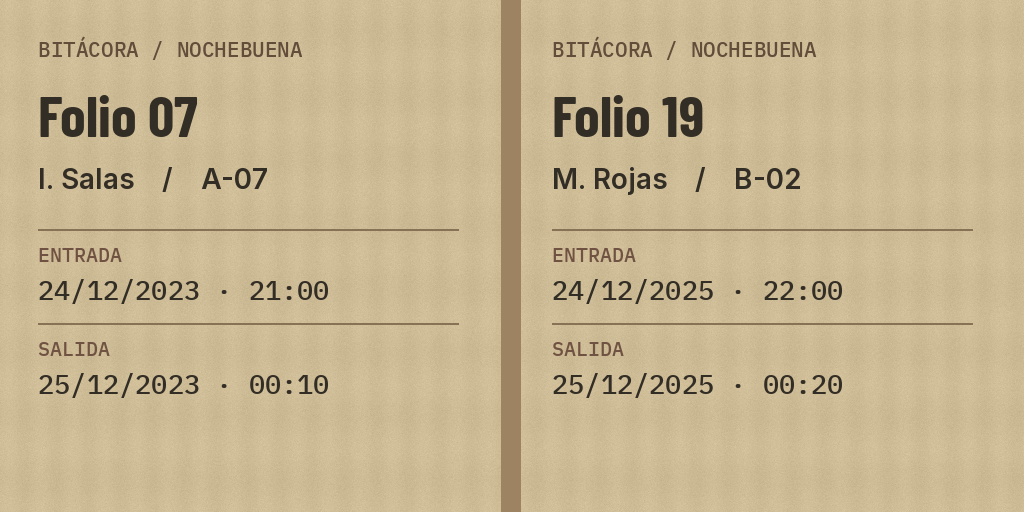 BITÁCORA / NOCHEBUENA
Folio 07
I. Salas / A-07
ENTRADA
24/12/2023 · 21:00
SALIDA
25/12/2023 · 00:10
BITÁCORA / NOCHEBUENA
Folio 19
M. Rojas / B-02
ENTRADA
24/12/2025 · 22:00
SALIDA
25/12/2025 · 00:20